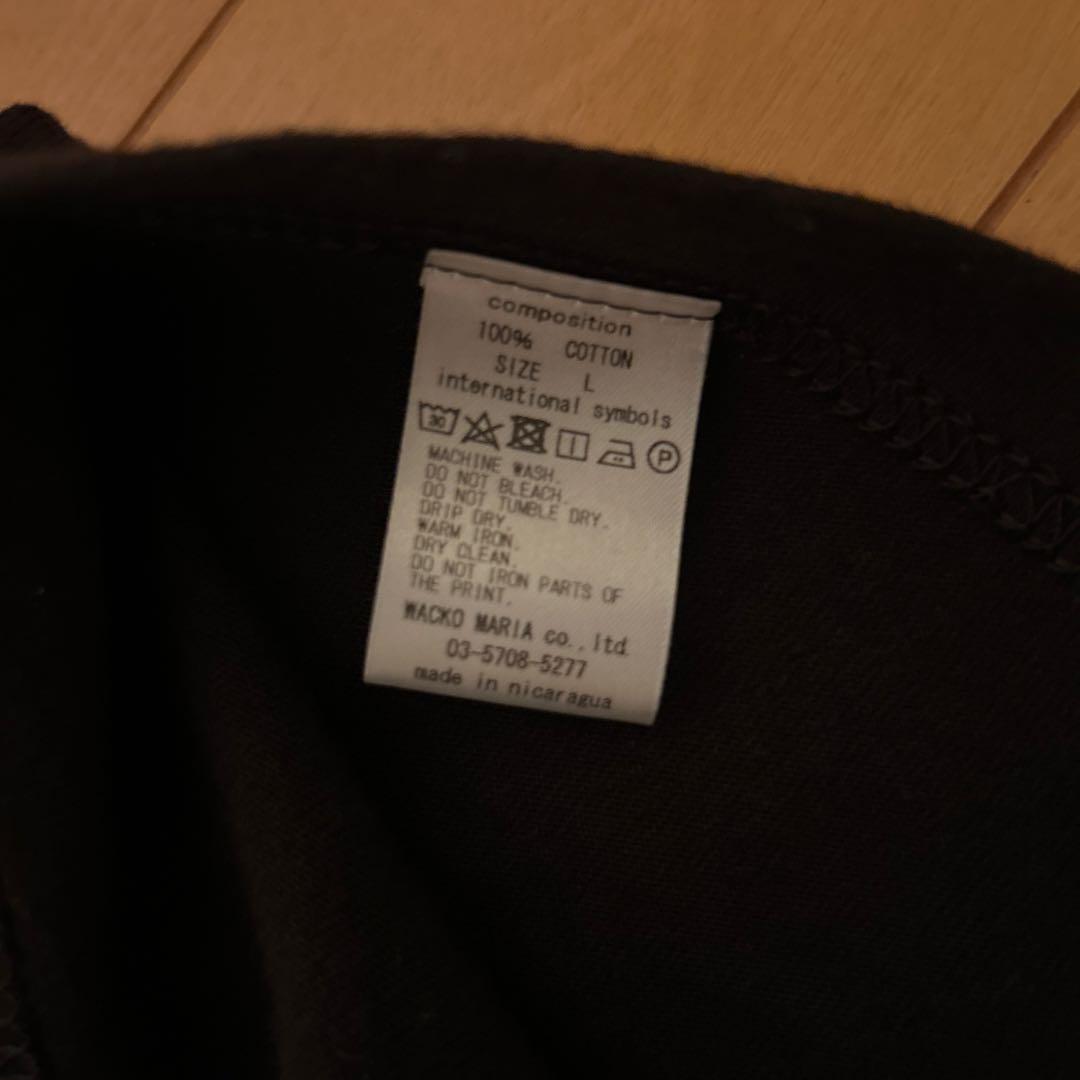 composition
100% COTTON
SIZE L
international symbols
30 P
MACHINE WASH.
DO NOT BLEACH.
DO NOT TUMBLE DRY.
DRIP DRY.
WARM IRON.
DRY CLEAN.
DO NOT IRON PARTS OF
THE PRINT.
WACKO MARIA co.,ltd.
03-5708-5277
made in nicaragua